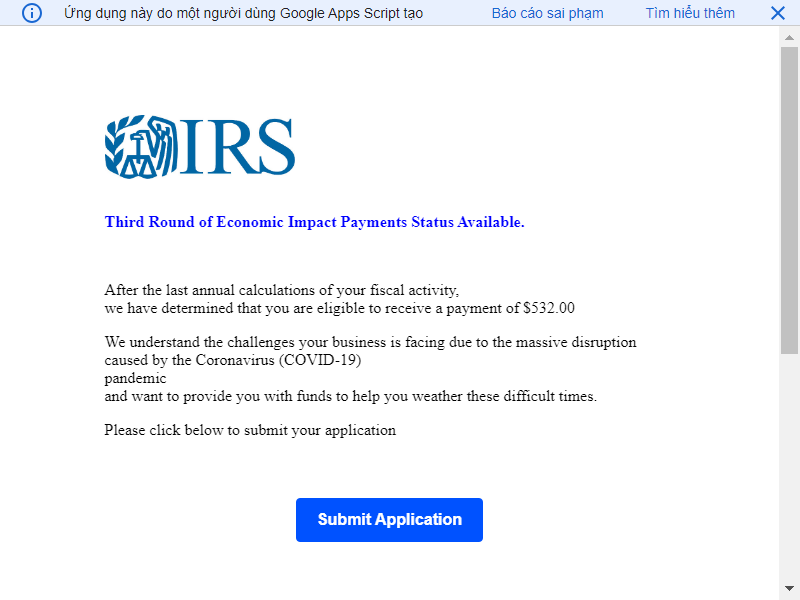 Ứng dụng này do một người dùng Google Apps Script tạo Báo cáo sai phạm Tìm hiểu thêm
IRS
Third Round of Economic Impact Payments Status Available.
After the last annual calculations of your fiscal activity,
we have determined that you are eligible to receive a payment of $532.00
We understand the challenges your business is facing due to the massive disruption
caused by the Coronavirus (COVID-19)
pandemic
and want to provide you with funds to help you weather these difficult times.
Please click below to submit your application
Submit Application